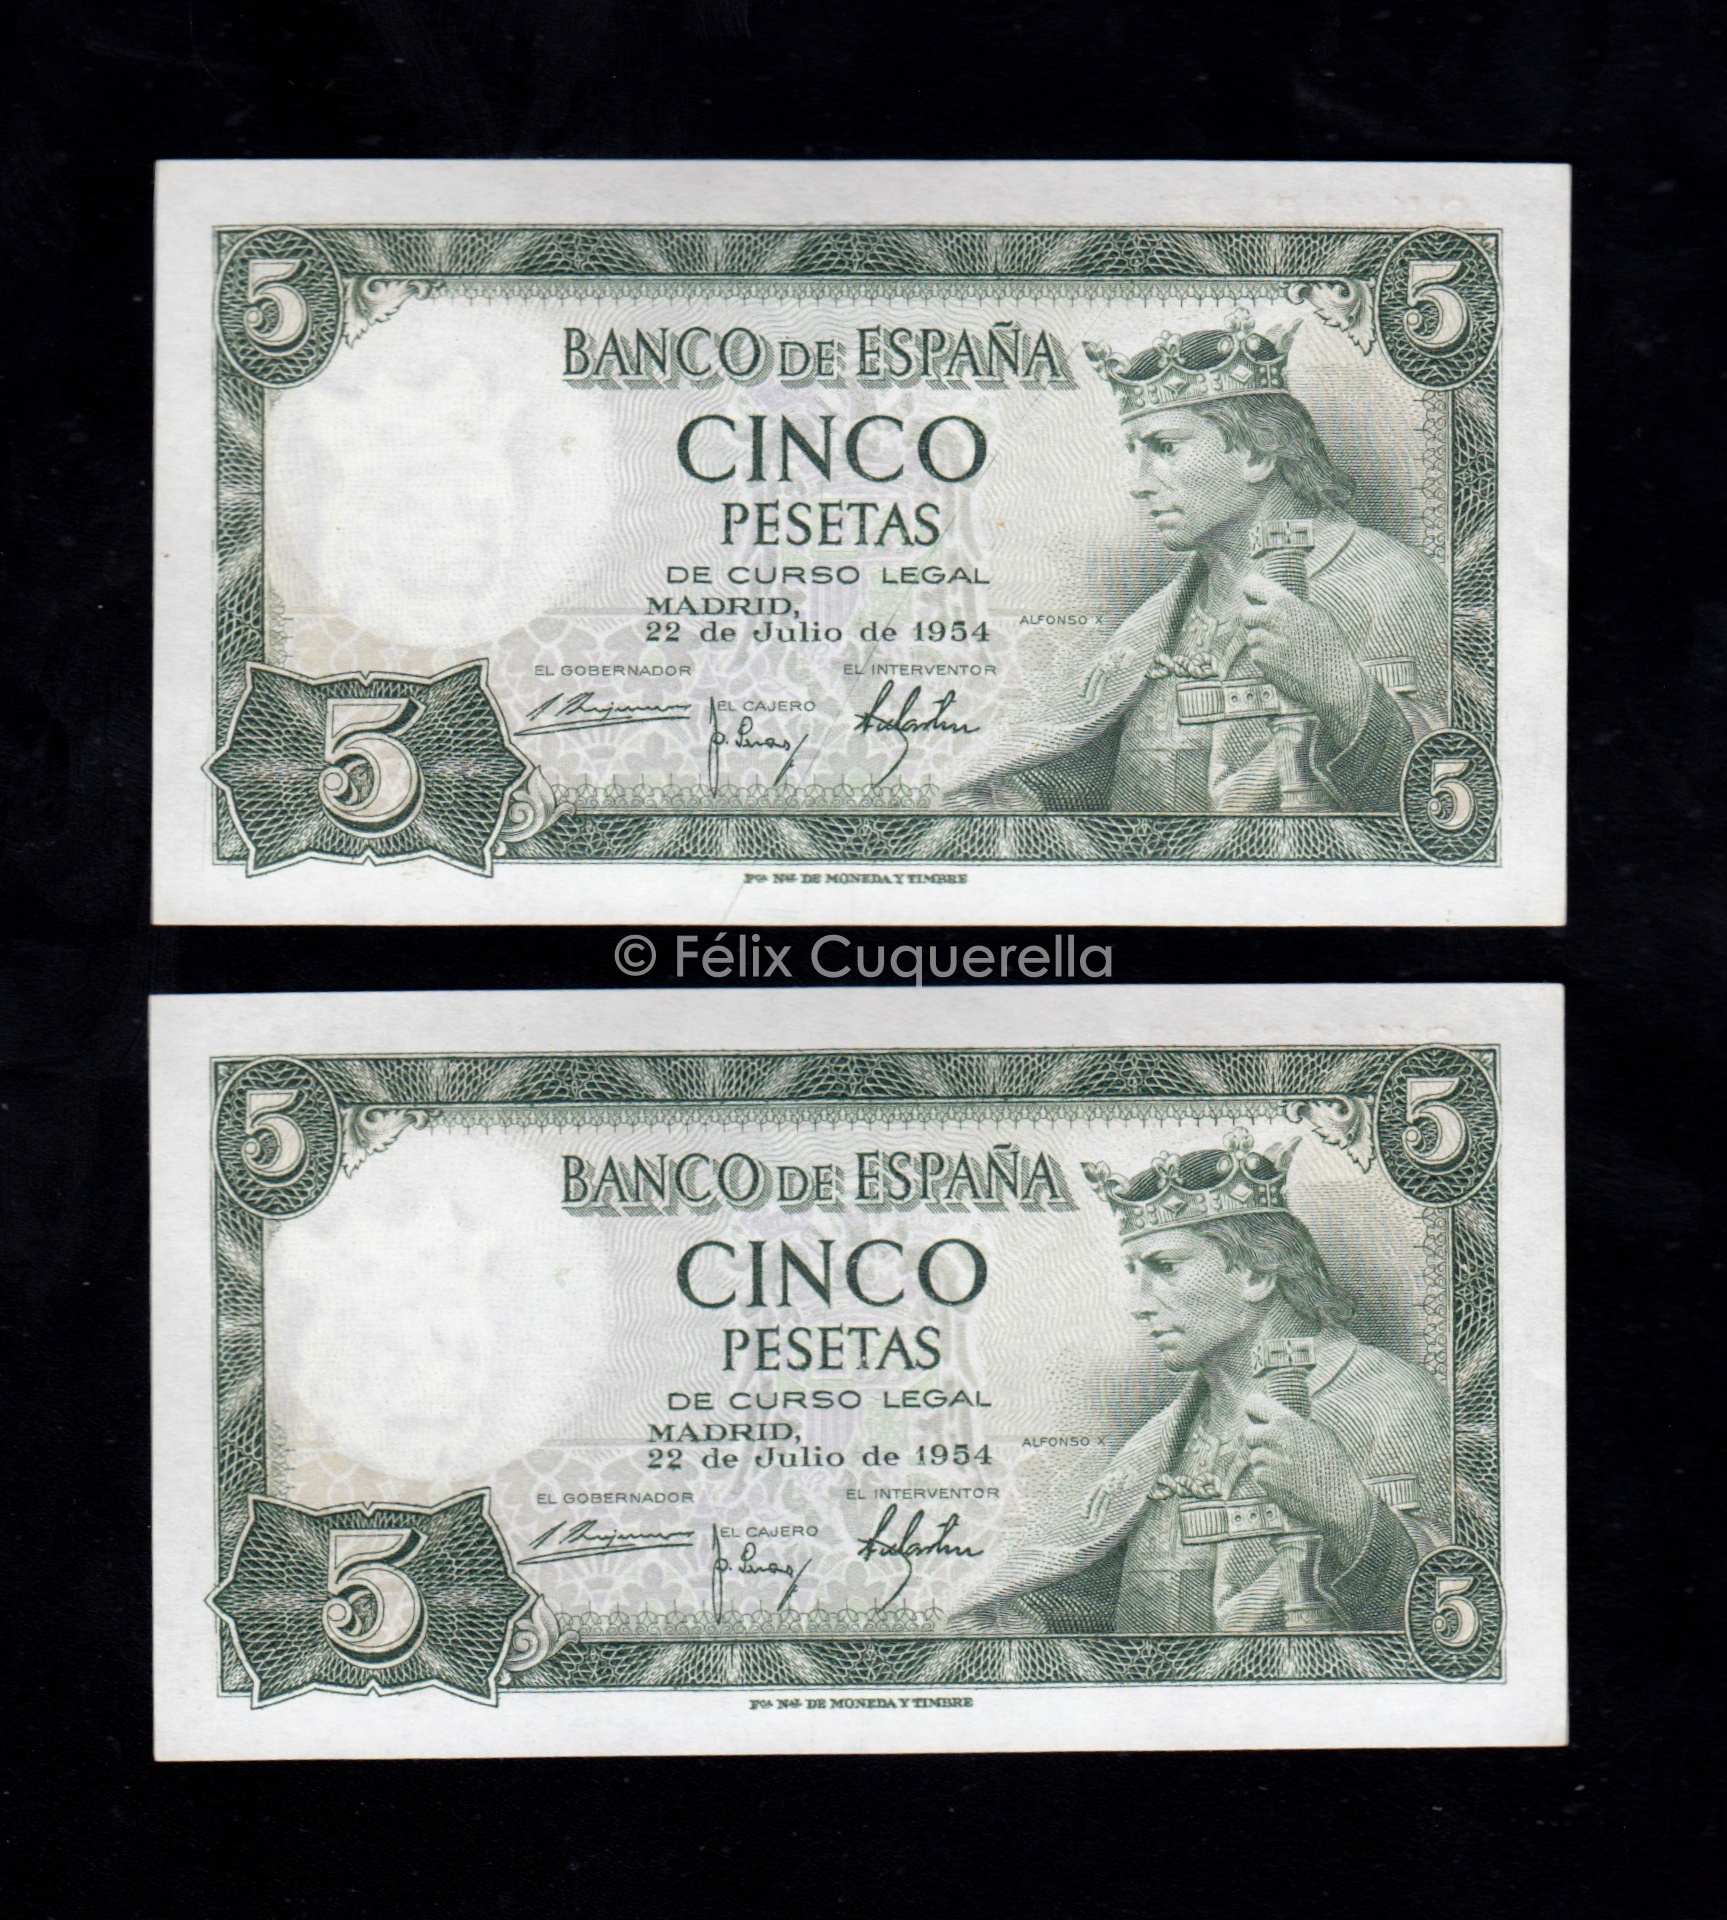 5 5
BANCO DE ESPAÑA
CINCO
PESETAS
DE CURSO LEGAL
MADRID,
22 de Julio de 1954
ALFONSO X
EL GOBERNADOR EL INTERVENTOR
EL CAJERO
5 5
Fca. Nal. DE MONEDA Y TIMBRE
© Félix Cuquerella
5 5
BANCO DE ESPAÑA
CINCO
PESETAS
DE CURSO LEGAL
MADRID,
22 de Julio de 1954
ALFONSO X
EL GOBERNADOR EL INTERVENTOR
EL CAJERO
5 5
Fca. Nal. DE MONEDA Y TIMBRE